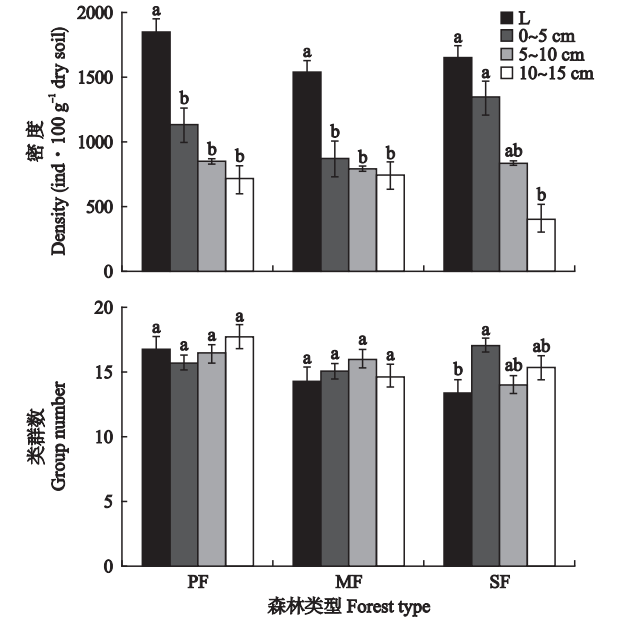 2000
1500
1000
500
0
密度
Density (ind · 100 g⁻¹ dry soil)
a
b
b
b
a
b
b
b
a
a
ab
b
L
0~5 cm
5~10 cm
10~15 cm
20
15
10
5
0
类群数
Group number
a
a
a
a
a
a
a
a
b
a
ab
ab
PF
MF
SF
森林类型 Forest type